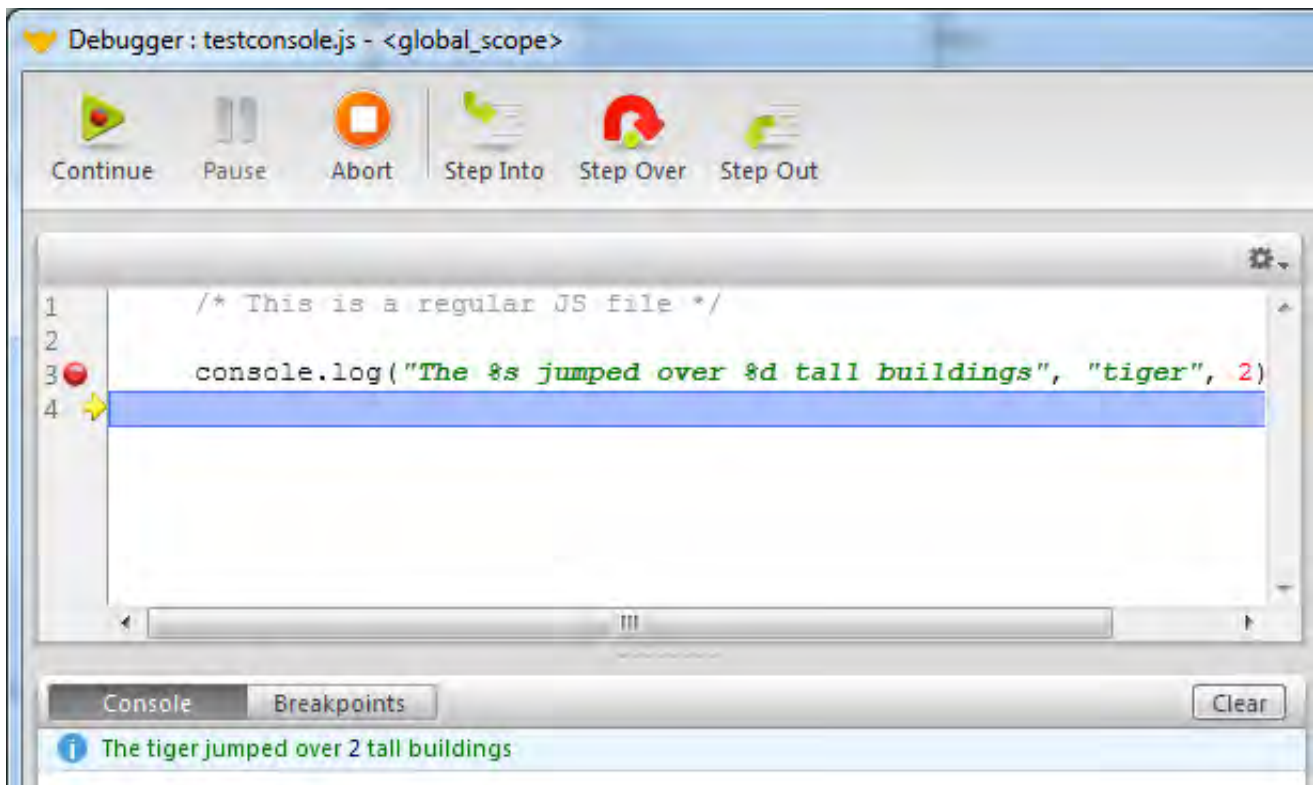 Debugger : testconsole.js - <global_scope>
Continue Pause Abort Step Into Step Over Step Out
1 /* This is a regular JS file */
2
3 console.log("The %s jumped over %d tall buildings", "tiger", 2)
4
Console Breakpoints Clear
The tiger jumped over 2 tall buildings